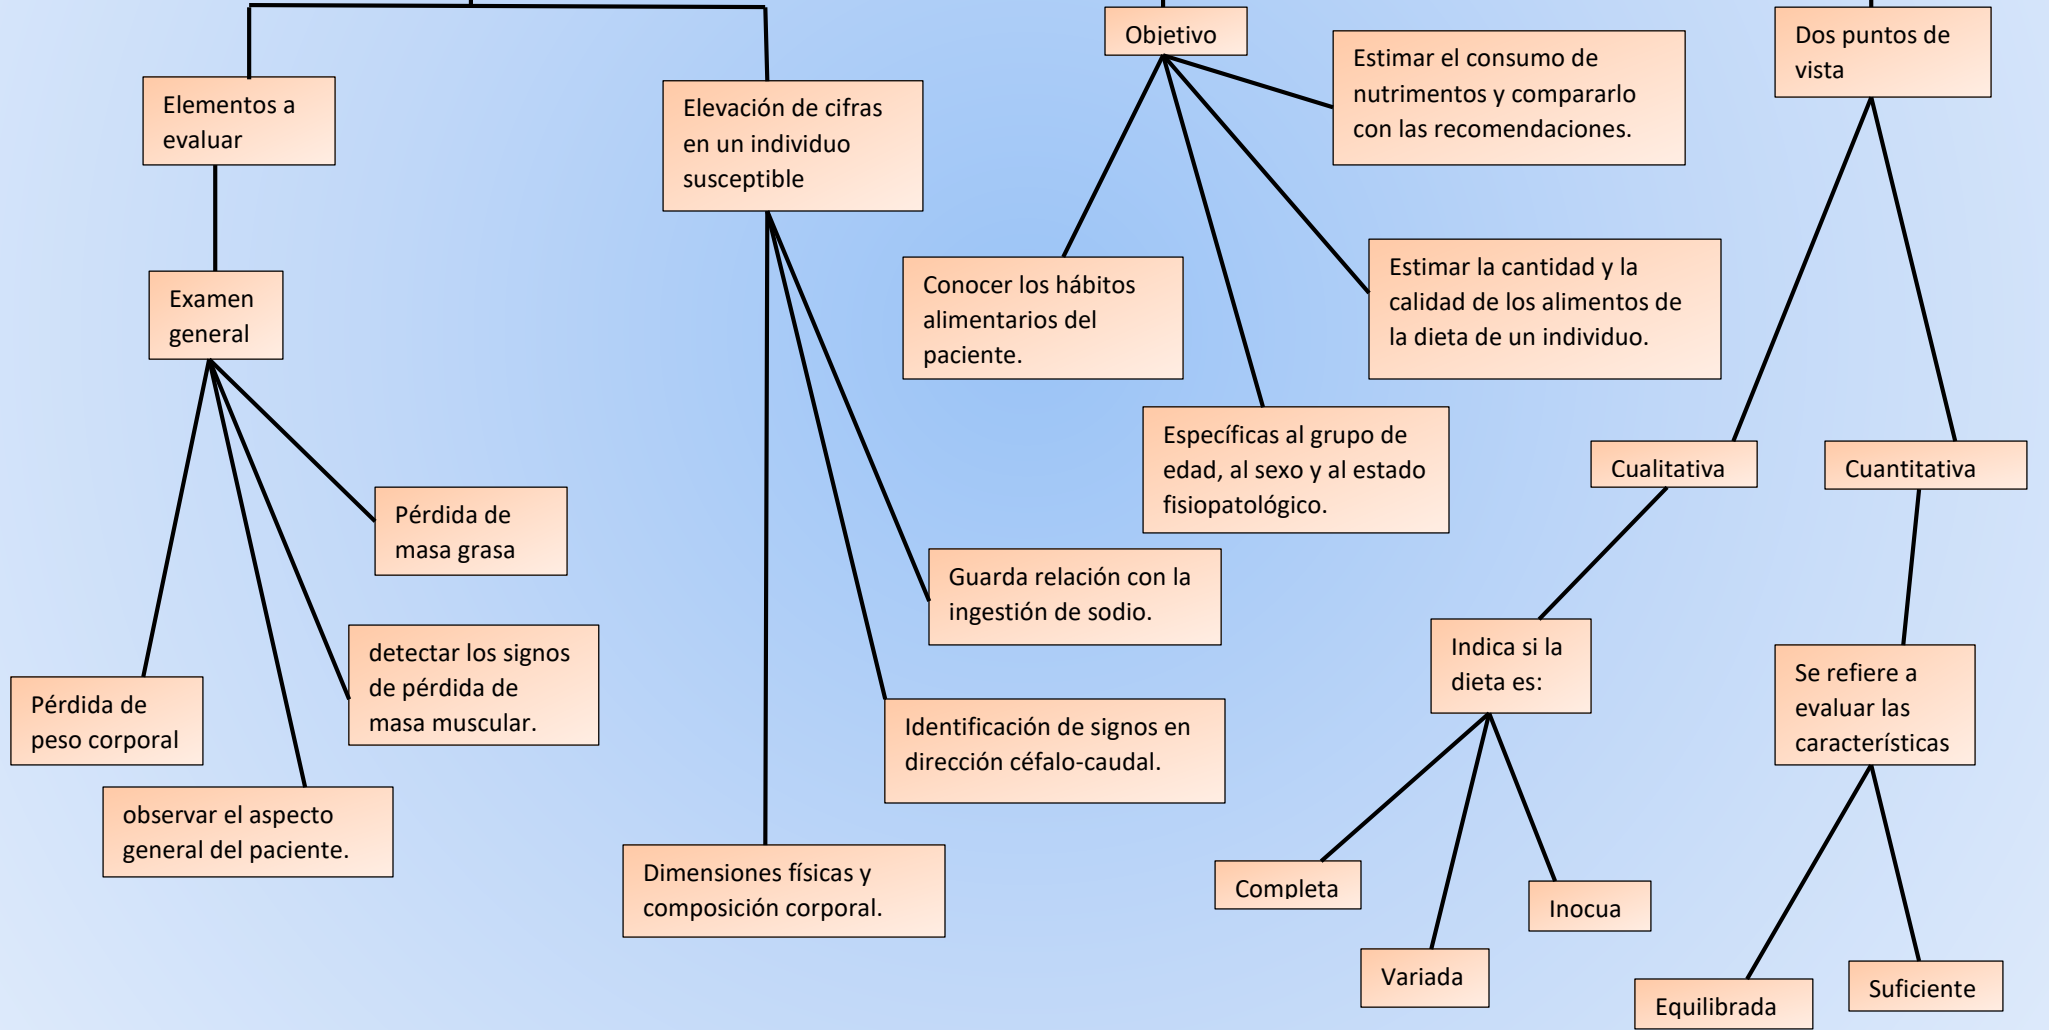 Elementos a
evaluar
Examen
general
Pérdida de
masa grasa
detectar los signos
de pérdida de
masa muscular.
Pérdida de
peso corporal
observar el aspecto
general del paciente.
Elevación de cifras
en un individuo
susceptible
Guarda relación con la
ingestión de sodio.
Identificación de signos en
dirección céfalo-caudal.
Dimensiones físicas y
composición corporal.
Objetivo
Estimar el consumo de
nutrimentos y compararlo
con las recomendaciones.
Conocer los hábitos
alimentarios del
paciente.
Estimar la cantidad y la
calidad de los alimentos de
la dieta de un individuo.
Específicas al grupo de
edad, al sexo y al estado
fisiopatológico.
Dos puntos de
vista
Cualitativa
Cuantitativa
Indica si la
dieta es:
Completa
Variada
Inocua
Se refiere a
evaluar las
características
Equilibrada
Suficiente